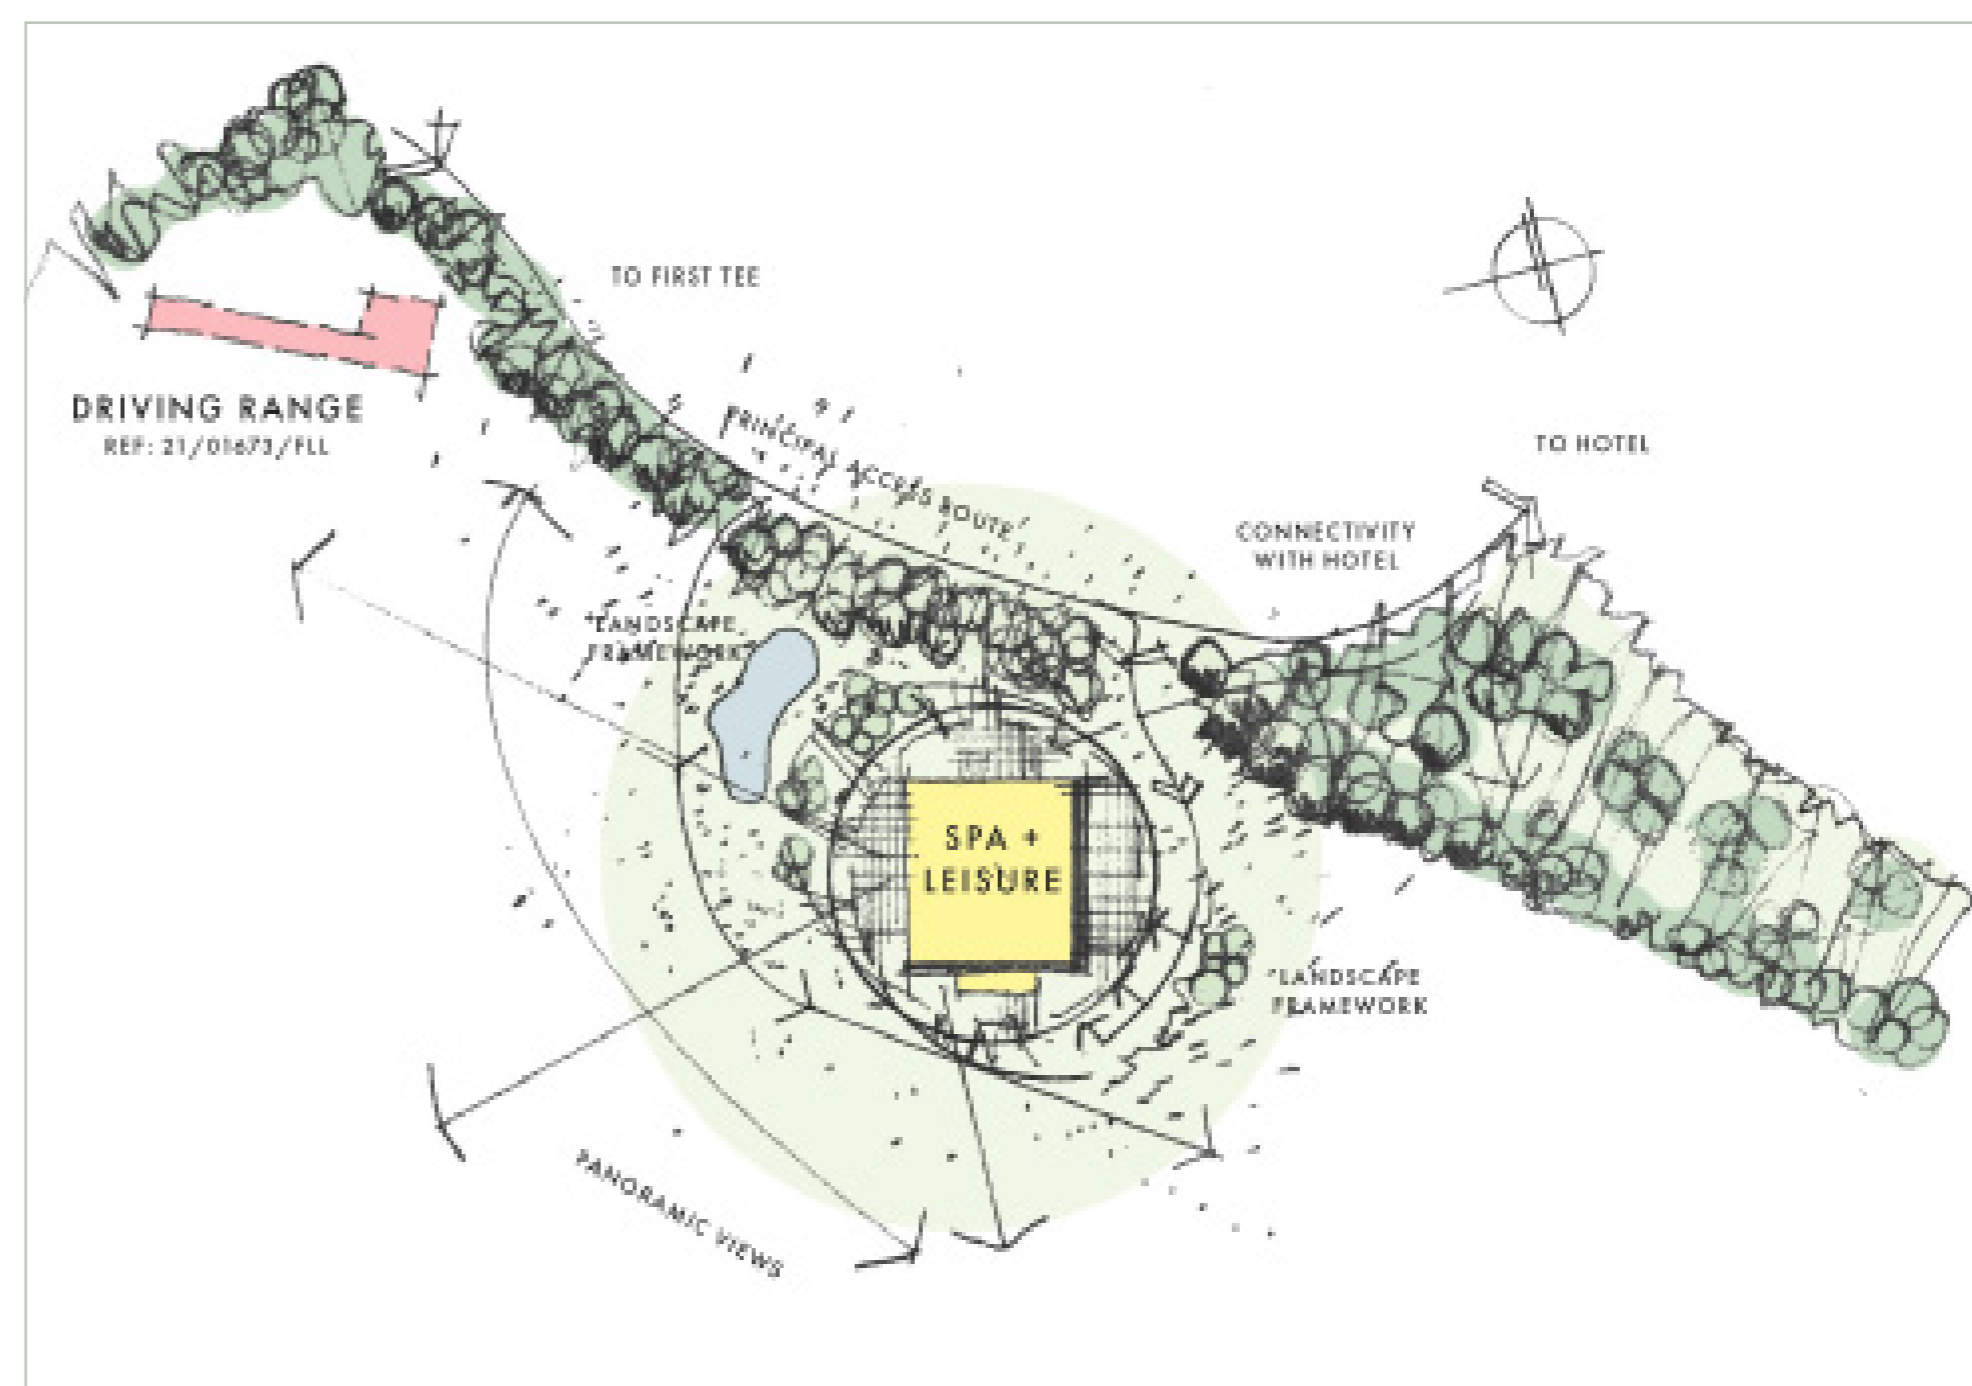 TO FIRST TEE
DRIVING RANGE
REF: 21/01673/FLL
PRINCIPAL ACCESS ROUTE
TO HOTEL
CONNECTIVITY
WITH HOTEL
LANDSCAPE
FRAMEWORK
SPA +
LEISURE
LANDSCAPE
FRAMEWORK
PANORAMIC VIEWS